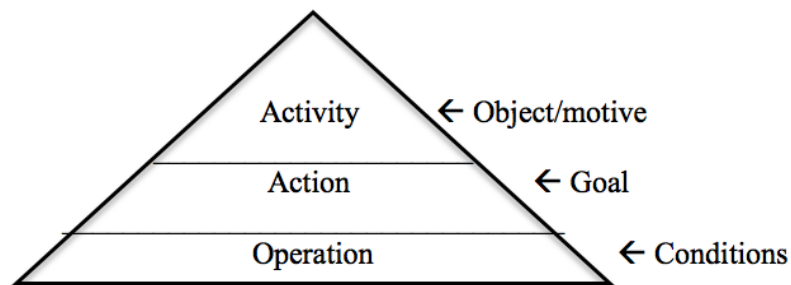 Activity ← Object/motive
Action ← Goal
Operation ← Conditions